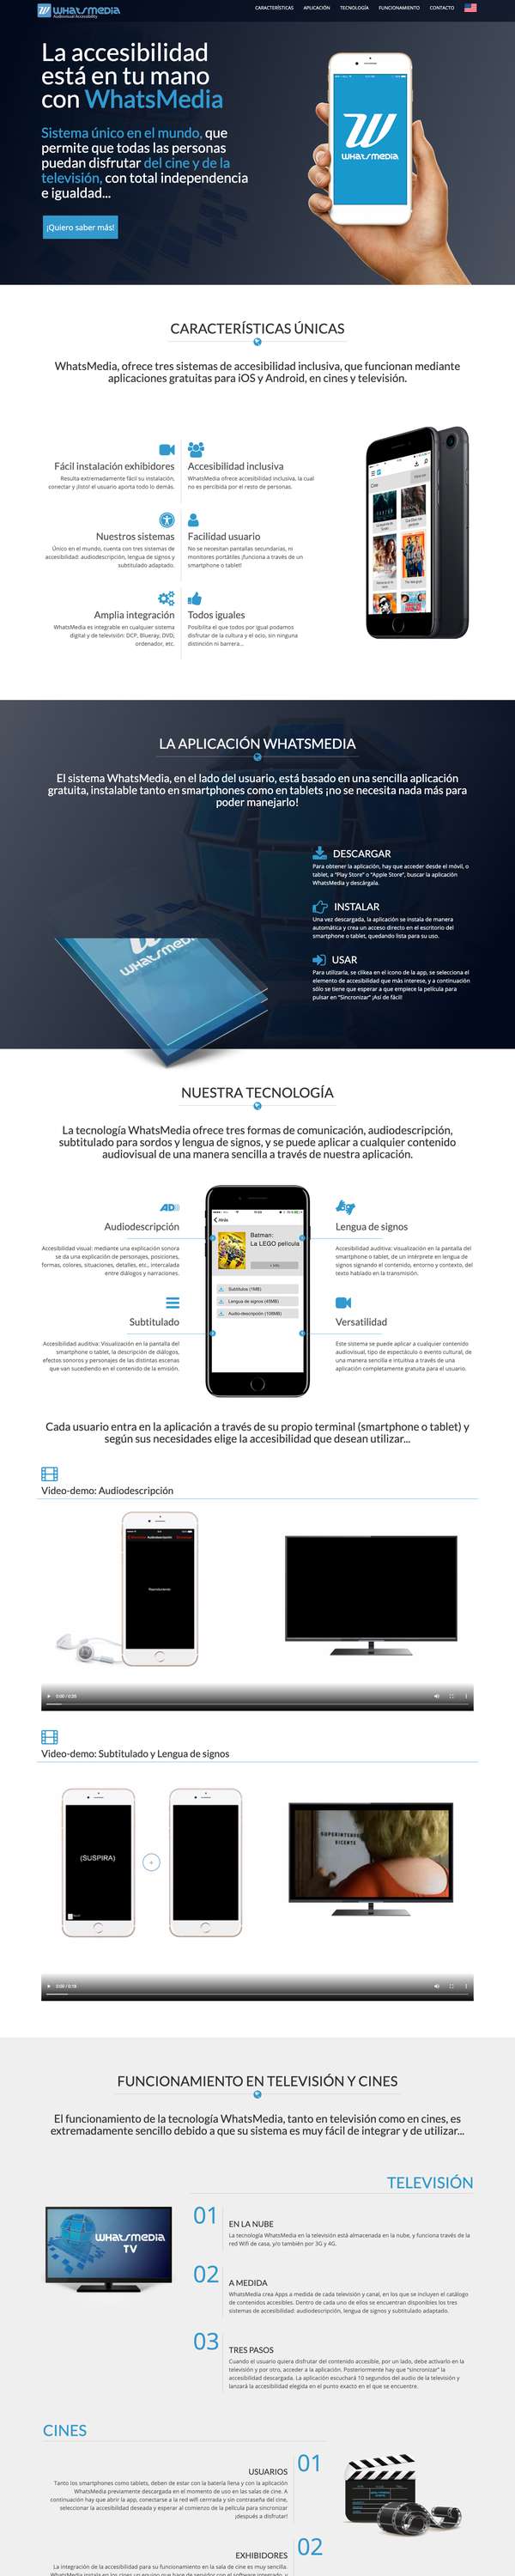 WHATSMEDIA
Audiovisual Accessibility
CARACTERÍSTICAS APLICACIÓN TECNOLOGÍA FUNCIONAMIENTO CONTACTO
La accesibilidad
está en tu mano
con WhatsMedia
Sistema único en el mundo, que
permite que todas las personas
puedan disfrutar del cine y de la
televisión, con total independencia
e igualdad...
¡Quiero saber más!
WHATSMEDIA
CARACTERÍSTICAS ÚNICAS
WhatsMedia, ofrece tres sistemas de accesibilidad inclusiva, que funcionan mediante
aplicaciones gratuitas para iOS y Android, en cines y televisión.
Fácil instalación exhibidores
Resulta extremadamente fácil su instalación,
conectar y ¡listo! el usuario aporta todo lo demás.
Accesibilidad inclusiva
WhatsMedia ofrece accesibilidad inclusiva, la cual
no es percibida por el resto de personas.
Nuestros sistemas
Único en el mundo, cuenta con tres sistemas de
accesibilidad: audiodescripción, lengua de signos y
subtitulado adaptado.
Facilidad usuario
No se necesitan pantallas secundarias, ni
monitores portátiles ¡funciona a través de un
smartphone o tablet!
Amplia integración
WhatsMedia es integrable en cualquier sistema
digital y de televisión: DCP, Blueray, DVD,
ordenador, etc.
Todos iguales
Posibilita el que todos por igual podamos
disfrutar de la cultura y el ocio, sin ninguna
distinción ni barrera...
Cine
LA APLICACIÓN WHATSMEDIA
El sistema WhatsMedia, en el lado del usuario, está basado en una sencilla aplicación
gratuita, instalable tanto en smartphones como en tablets ¡no se necesita nada más para
poder manejarlo!
DESCARGAR
Para obtener la aplicación, hay que acceder desde el móvil, o
tablet, a "Play Store" o "Apple Store", buscar la aplicación
WhatsMedia y descárgala.
INSTALAR
Una vez descargada, la aplicación se instala de manera
automática y crea un acceso directo en el escritorio del
smartphone o tablet, quedando lista para su uso.
USAR
Para utilizarla, se clikea en el icono de la app, se selecciona el
elemento de accesibilidad que más interese, y a continuación
sólo se tiene que esperar a que empiece la película para
pulsar en "Sincronizar" ¡Así de fácil!
WHATSMEDIA
NUESTRA TECNOLOGÍA
La tecnología WhatsMedia ofrece tres formas de comunicación, audiodescripción,
subtitulado para sordos y lengua de signos, y se puede aplicar a cualquier contenido
audiovisual de una manera sencilla a través de nuestra aplicación.
AD
Audiodescripción
Accesibilidad visual: mediante una explicación sonora
se da una explicación de personajes, posiciones,
formas, colores, situaciones, detalles, etc., intercalada
entre diálogos y narraciones.
Subtitulado
Accesibilidad auditiva: Visualización en la pantalla del
smartphone o tablet, la descripción de diálogos,
efectos sonoros y personajes de las distintas escenas
que van sucediendo en el contenido de la emisión.
Atrás
Batman:
La LEGO película
+ info
Subtítulos (1MB)
Lengua de signos (45MB)
Audio-descripción (106MB)
Lengua de signos
Accesibilidad auditiva: visualización en la pantalla del
smartphone o tablet, de un intérprete en lengua de
signos signando el contenido, entorno y contexto, del
texto hablado en la transmisión.
Versatilidad
Este sistema se puede aplicar a cualquier contenido
audiovisual, tipo de espectáculo o evento cultural, de
una manera sencilla e intuitiva a través de una
aplicación completamente gratuita para el usuario.
Cada usuario entra en la aplicación a través de su propio terminal (smartphone o tablet) y
según sus necesidades elige la accesibilidad que desean utilizar...
Video-demo: Audiodescripción
Audiodescripción
Video-demo: Subtitulado y Lengua de signos
(SUSPIRA)
+
SUPERINTENDE
VICENTE
FUNCIONAMIENTO EN TELEVISIÓN Y CINES
El funcionamiento de la tecnología WhatsMedia, tanto en televisión como en cines, es
extremadamente sencillo debido a que su sistema es muy fácil de integrar y de utilizar...
TELEVISIÓN
WHATSMEDIA
TV
01
EN LA NUBE
La tecnología WhatsMedia en la televisión está almacenada en la nube, y funciona través de la
red Wifi de casa, y/o también por 3G y 4G.
02
A MEDIDA
WhatsMedia crea Apps a medida de cada televisión y canal, en los que se incluyen el catálogo
de contenidos accesibles. Dentro de cada uno de ellos se encuentran disponibles los tres
sistemas de accesibilidad: audiodescripción, lengua de signos y subtitulado adaptado.
03
TRES PASOS
Cuando el usuario quiera disfrutar del contenido accesible, por un lado, debe activarlo en la
televisión y por otro, acceder a la aplicación. Posteriormente hay que "sincronizar" la
accesibilidad descargada. La aplicación escuchará 10 segundos del audio de la televisión y
lanzará la accesibilidad elegida en el punto exacto en el que se encuentre.
CINES
USUARIOS
01
Tanto los smartphones como tablets, deben de estar con la batería llena y con la aplicación
WhatsMedia previamente descargada en el momento de uso en las salas de cine. A
continuación hay que abrir la app, conectarse a la red wifi cerrada y sin contraseña del cine,
seleccionar la accesibilidad deseada y esperar al comienzo de la película para sincronizar
¡después a disfrutar!
EXHIBIDORES
02
La integración de la accesibilidad para su funcionamiento en la sala de cine es muy sencilla.
WhatsMedia instala en los cines un equipo que hace de servidor con el software integrado, y